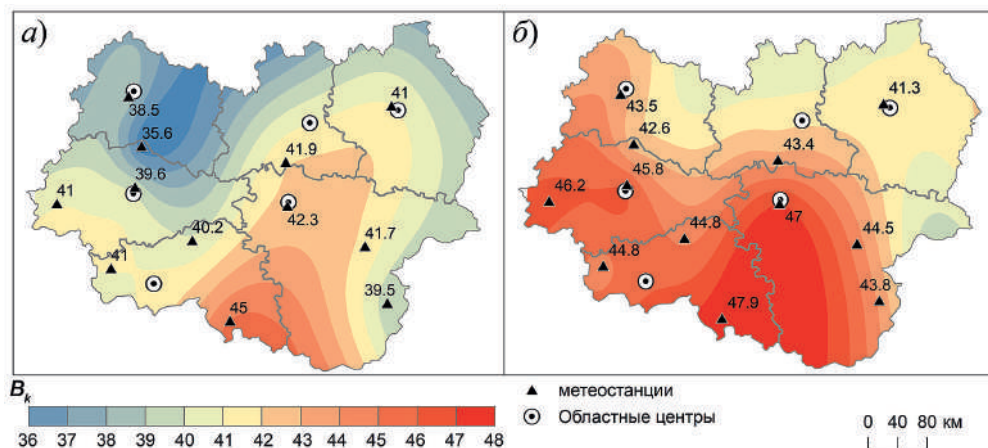 а) б)
41 41.3
38.5 43.5
35.6 42.6
41.9 43.4
39.6 45.8
41 46.2
42.3 47
40.2 44.8
41.7 44.5
41 44.8
39.5 43.8
45 47.9
B_k
36 37 38 39 40 41 42 43 44 45 46 47 48
метеостанции
Областные центры
0 40 80 км